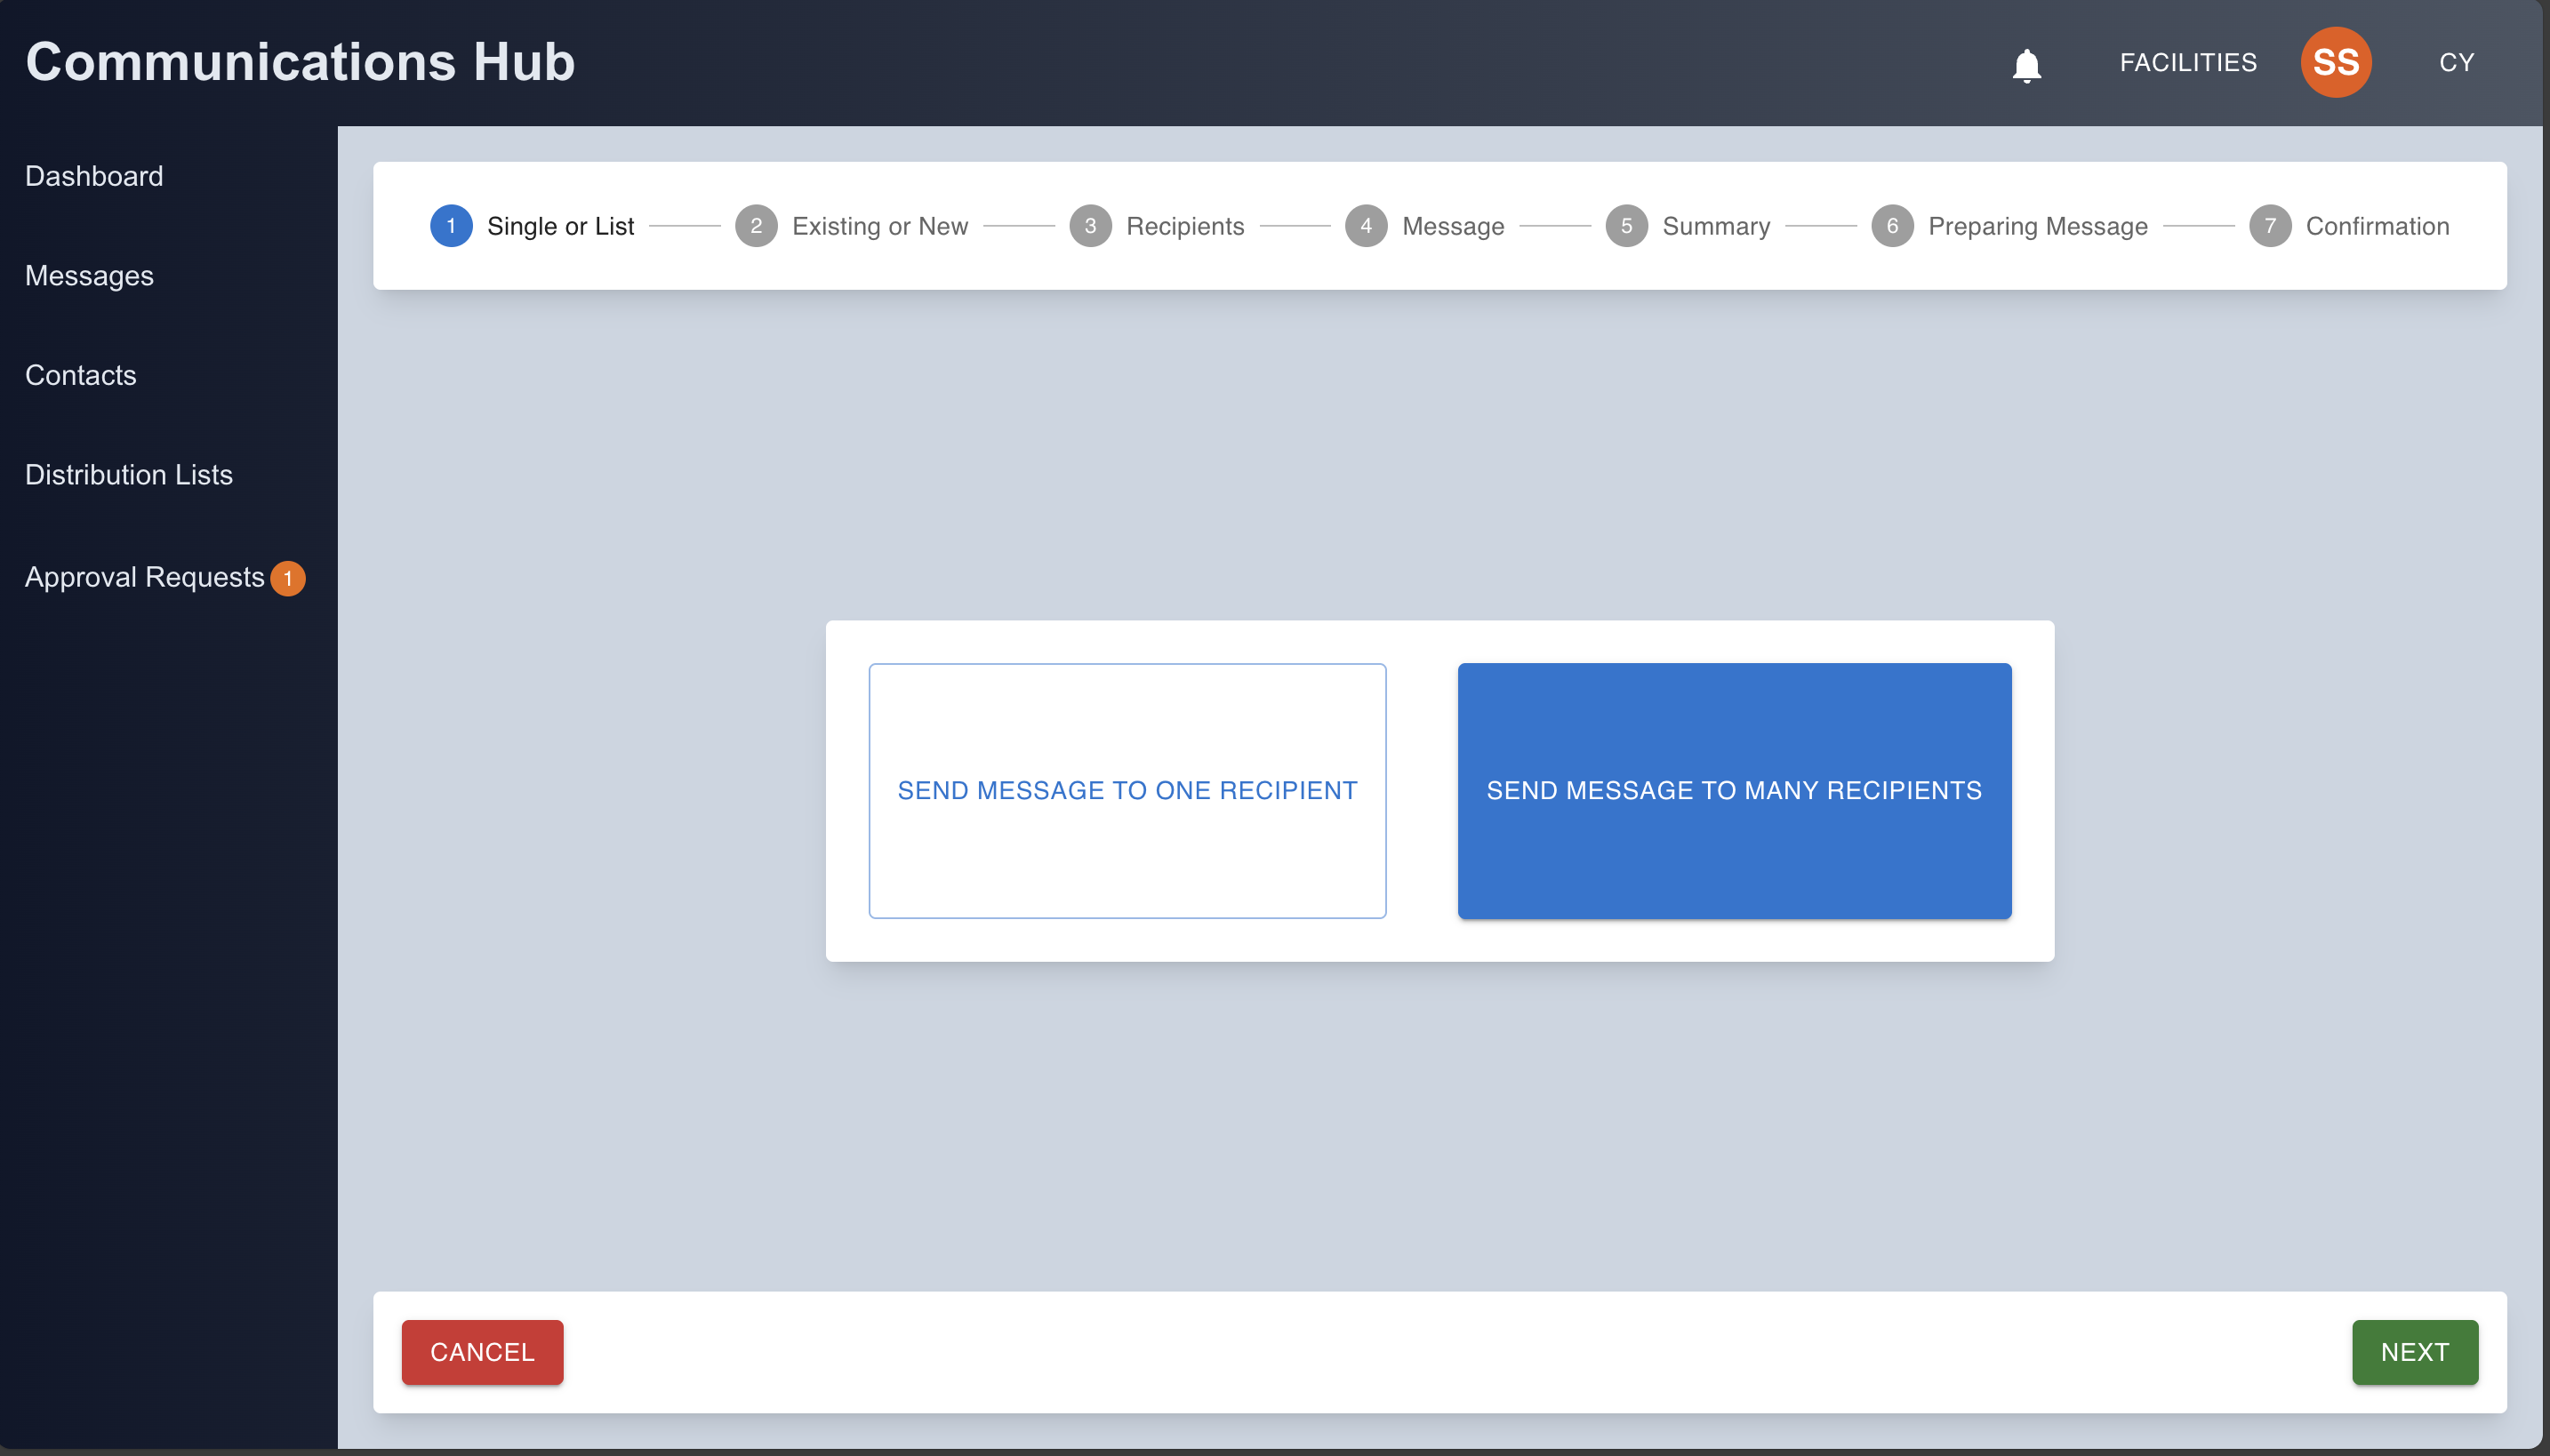 Communications Hub
FACILITIES
SS
CY
Dashboard
Messages
Contacts
Distribution Lists
Approval Requests 1
1 Single or List
2 Existing or New
3 Recipients
4 Message
5 Summary
6 Preparing Message
7 Confirmation
SEND MESSAGE TO ONE RECIPIENT
SEND MESSAGE TO MANY RECIPIENTS
CANCEL
NEXT